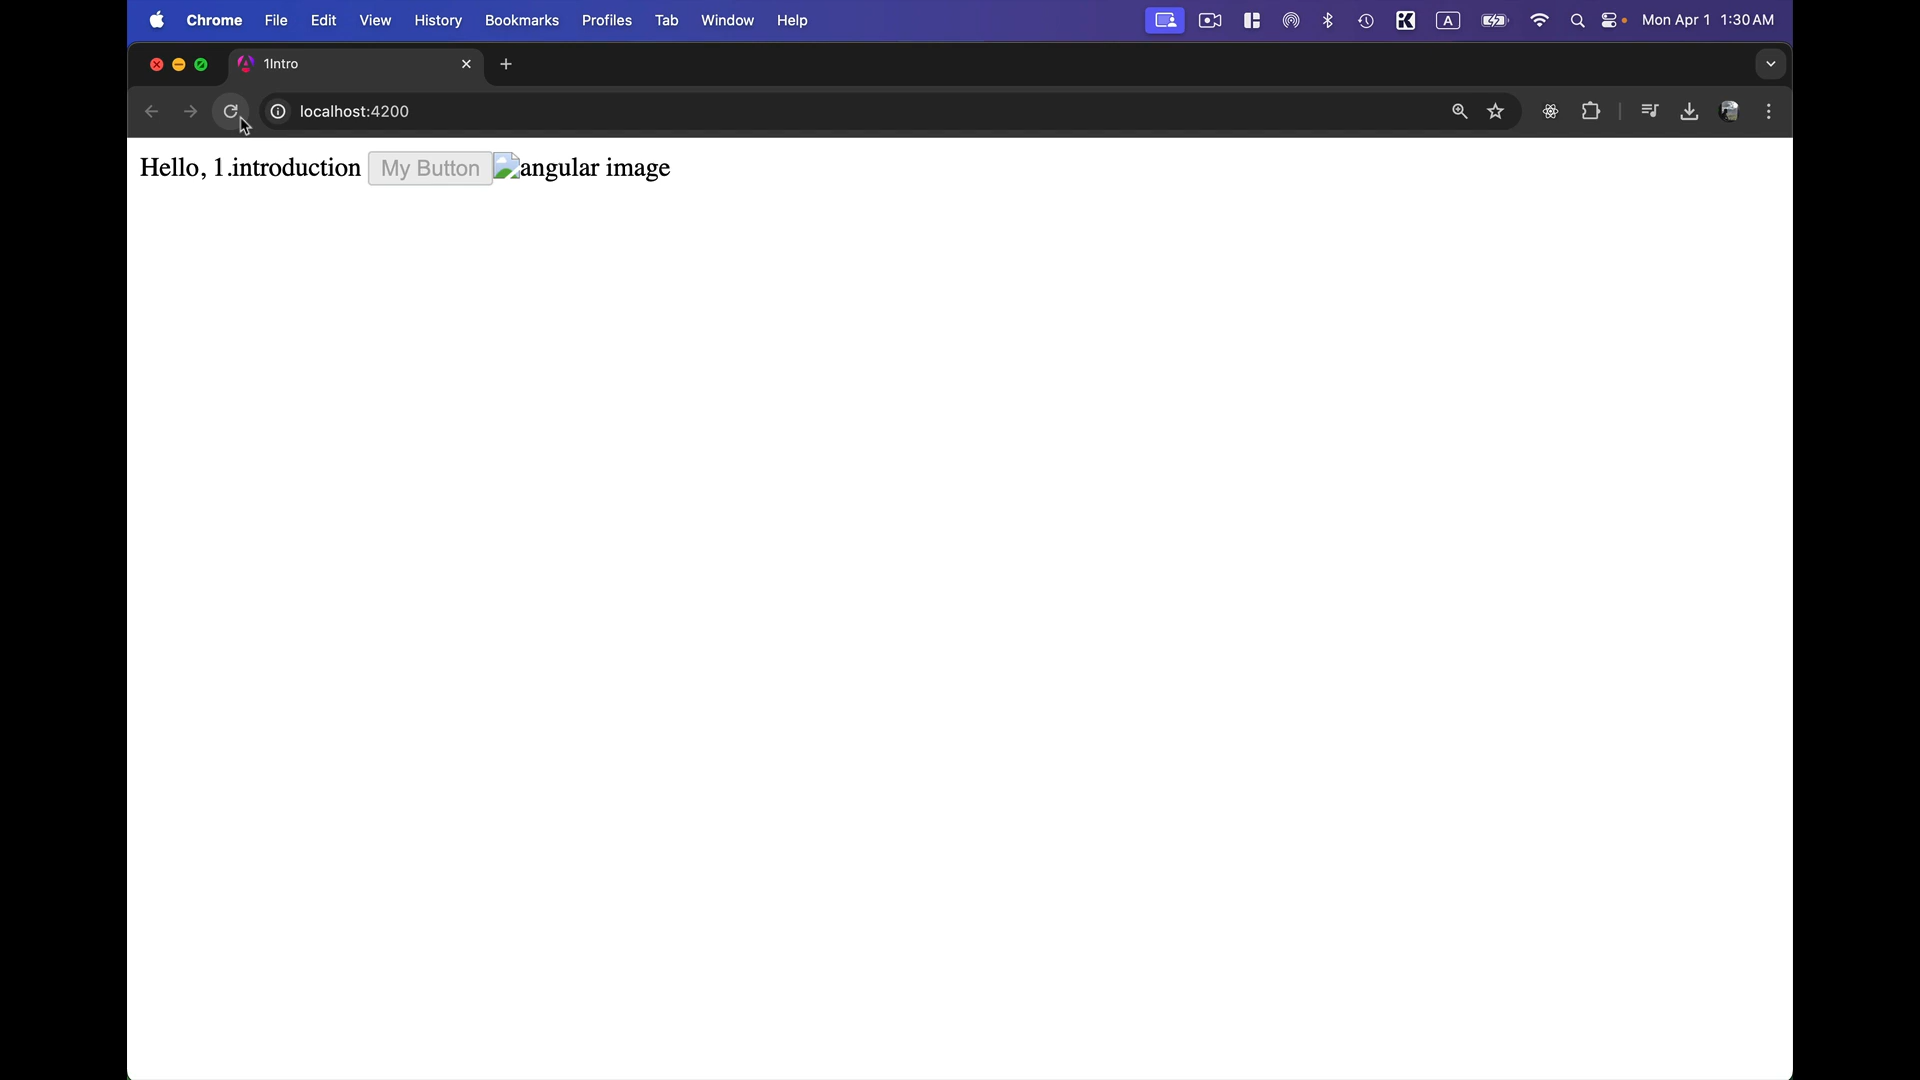 Chrome File Edit View History Bookmarks Profiles Tab Window Help A Mon Apr 1 1:30 AM
1Intro
localhost:4200
Hello, 1.introduction My Button angular image